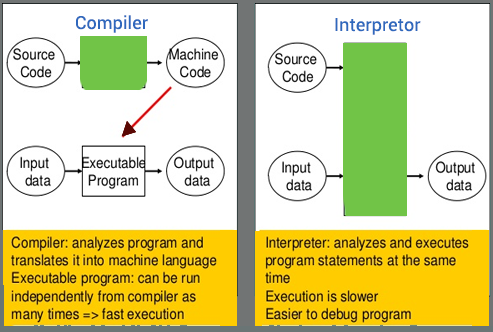 Compiler
Source
Code
Machine
Code
Input
data
Executable
Program
Output
data
Compiler: analyzes program and
translates it into machine language
Executable program: can be run
independently from compiler as
many times => fast execution
Interpretor
Source
Code
Input
data
Output
data
Interpreter: analyzes and executes
program statements at the same
time
Execution is slower
Easier to debug program